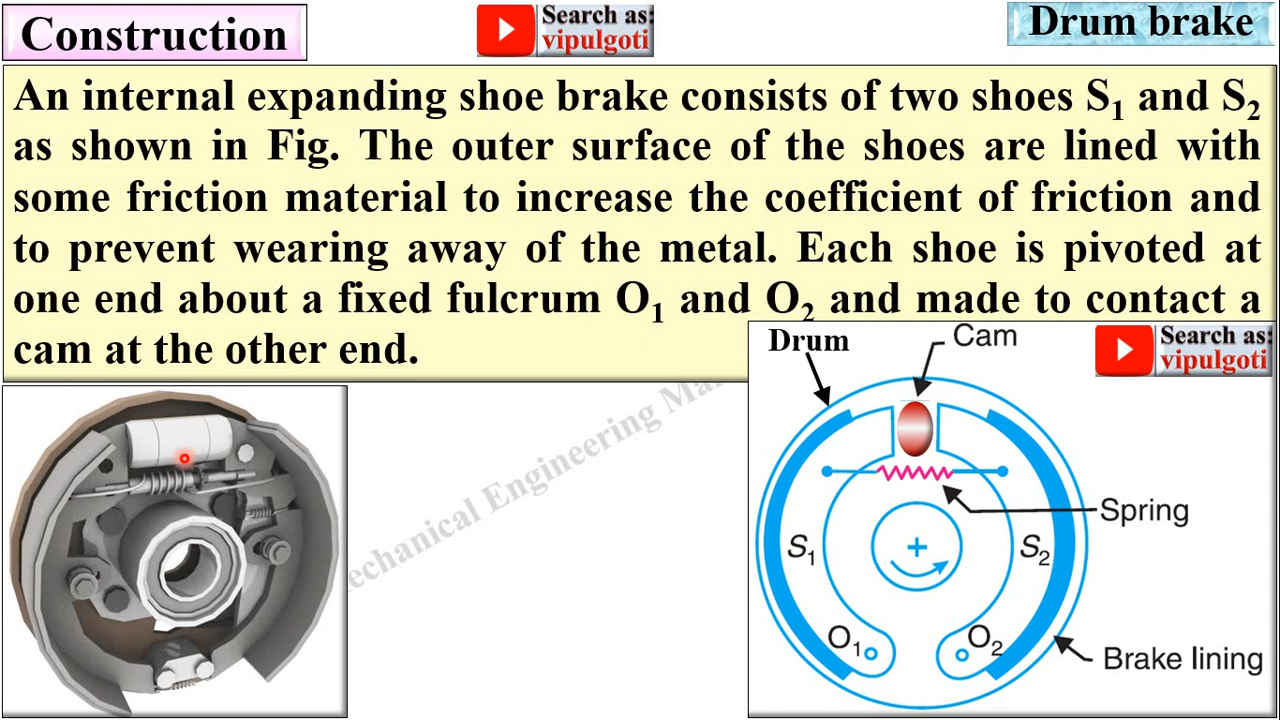 Construction
Search as:
vipulgoti
Drum brake
An internal expanding shoe brake consists of two shoes S₁ and S₂
as shown in Fig. The outer surface of the shoes are lined with
some friction material to increase the coefficient of friction and
to prevent wearing away of the metal. Each shoe is pivoted at
one end about a fixed fulcrum O₁ and O₂ and made to contact a
cam at the other end.
Drum
Cam
Search as:
vipulgoti
Spring
S₁
S₂
O₁
O₂
Brake lining
Engineering